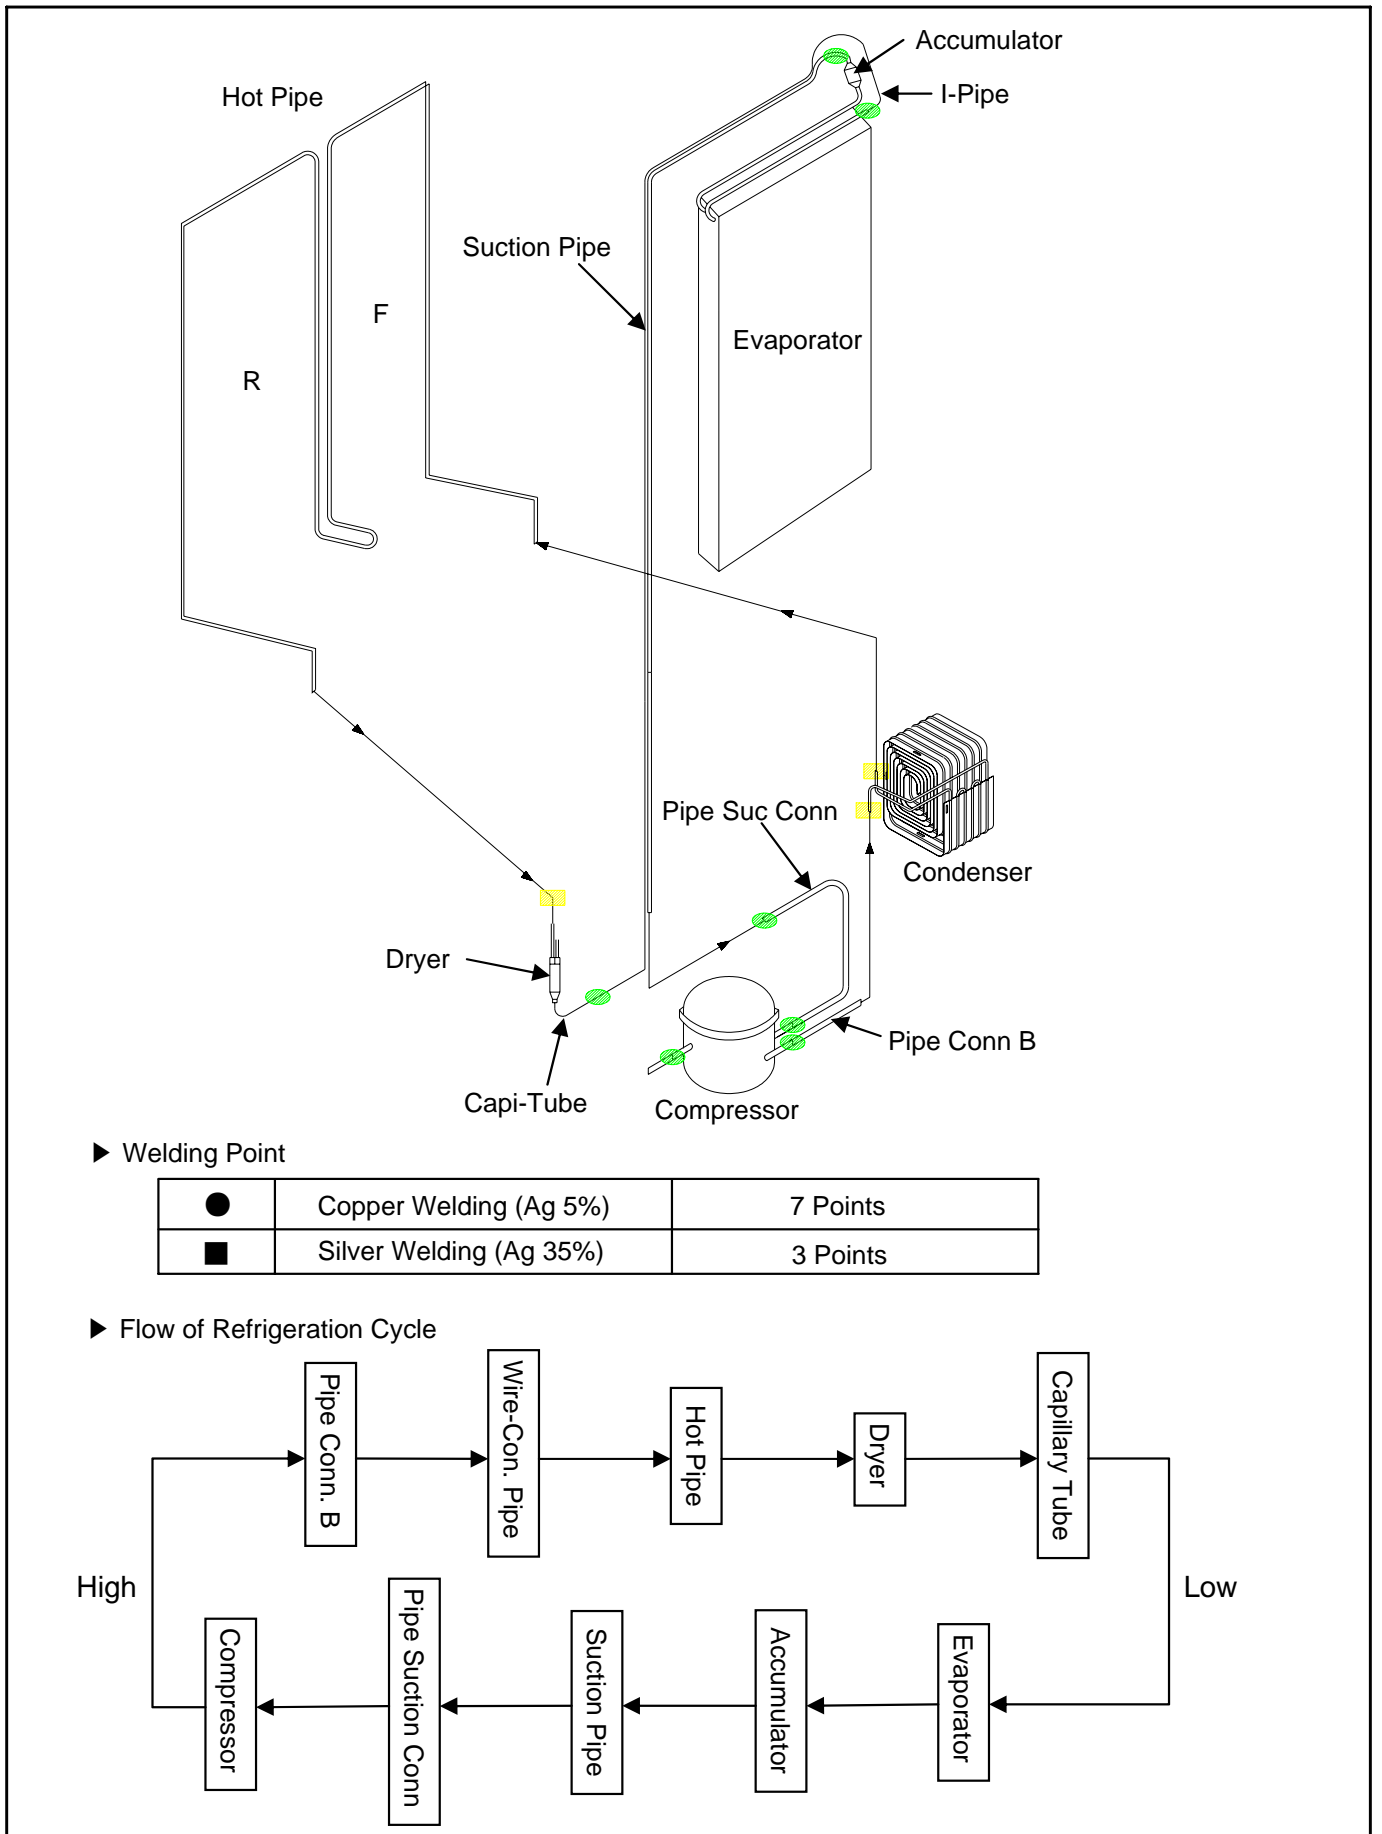 Accumulator
Hot Pipe
I-Pipe
Suction Pipe
F
Evaporator
R
Pipe Suc Conn
Condenser
Dryer
Pipe Conn B
Capi-Tube
Compressor
▶ Welding Point
● Copper Welding (Ag 5%) 7 Points
■ Silver Welding (Ag 35%) 3 Points
▶ Flow of Refrigeration Cycle
Pipe Conn. B
Wire-Con. Pipe
Hot Pipe
Dryer
Capillary Tube
High
Low
Compressor
Pipe Suction Conn
Suction Pipe
Accumulator
Evaporator